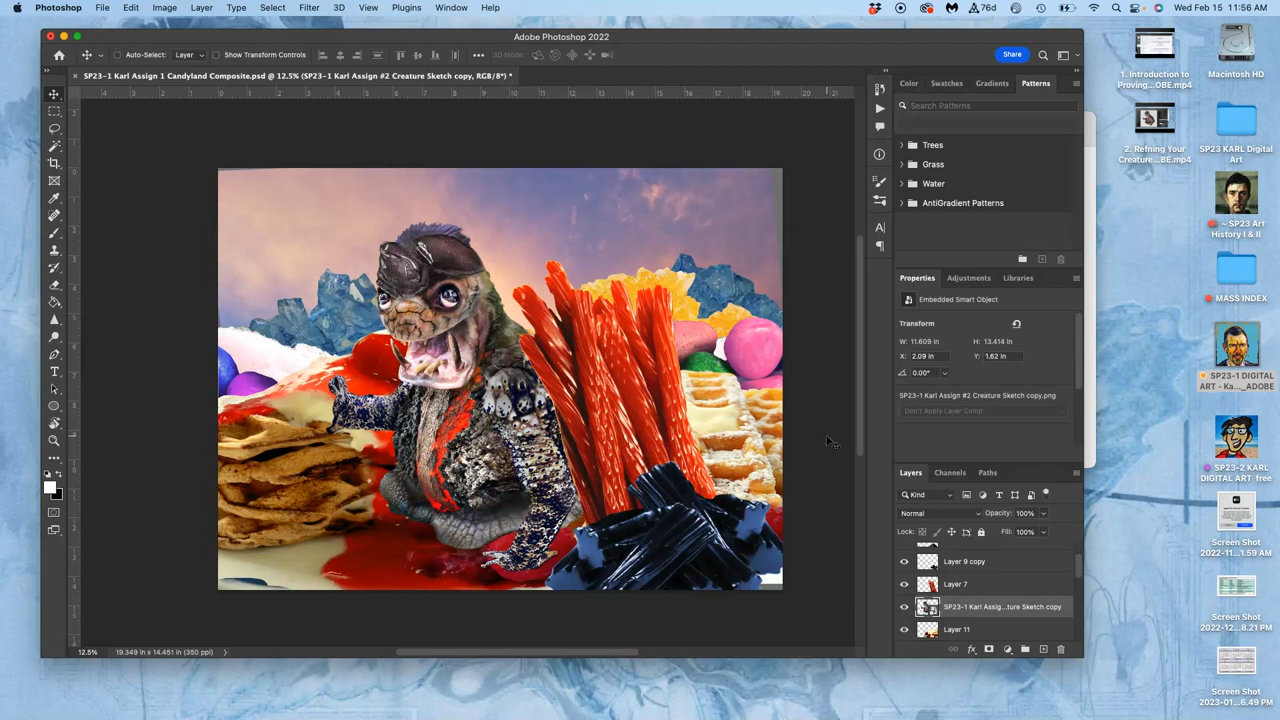 Photoshop File Edit Image Layer Type Select Filter 3D View Plugins Window Help 76d Wed Feb 15 11:56 AM
Adobe Photoshop 2022
Auto-Select: Layer Show Transform Controls 3D Mode: Share
SP23-1 Karl Assign 1 Candyland Composite.psd @ 12.5% (SP23-1 Karl Assign #2 Creature Sketch copy, RGB/8*) *
Color Swatches Gradients Patterns
Search Patterns
Trees
Grass
Water
AntiGradient Patterns
Properties Adjustments Libraries
Embedded Smart Object
Transform
W: 11.609 in H: 13.414 in
X: 2.09 in Y: 1.62 in
0.00°
SP23-1 Karl Assign #2 Creature Sketch copy.png
Don't Apply Layer Comp
Layers Channels Paths
Kind
Normal Opacity: 100%
Lock: Fill: 100%
Layer 9 copy
Layer 7
SP23-1 Karl Assig...ture Sketch copy
Layer 11
12.5% 19.349 in x 14.451 in (350 ppi)
1. Introduction to
Proving...OBE.mp4
Macintosh HD
2. Refning Your
Creature...BE.mp4
SP23 KARL Digital
Art
~ SP23 Art
History I & II
MASS INDEX
SP23-1 DIGITAL
ART - Ka..._ADOBE
SP23-2 KARL
DIGITAL ART free
Screen Shot
2022-11...1.59 AM
Screen Shot
2022-12...8.21 PM
Screen Shot
2023-01...6.49 PM